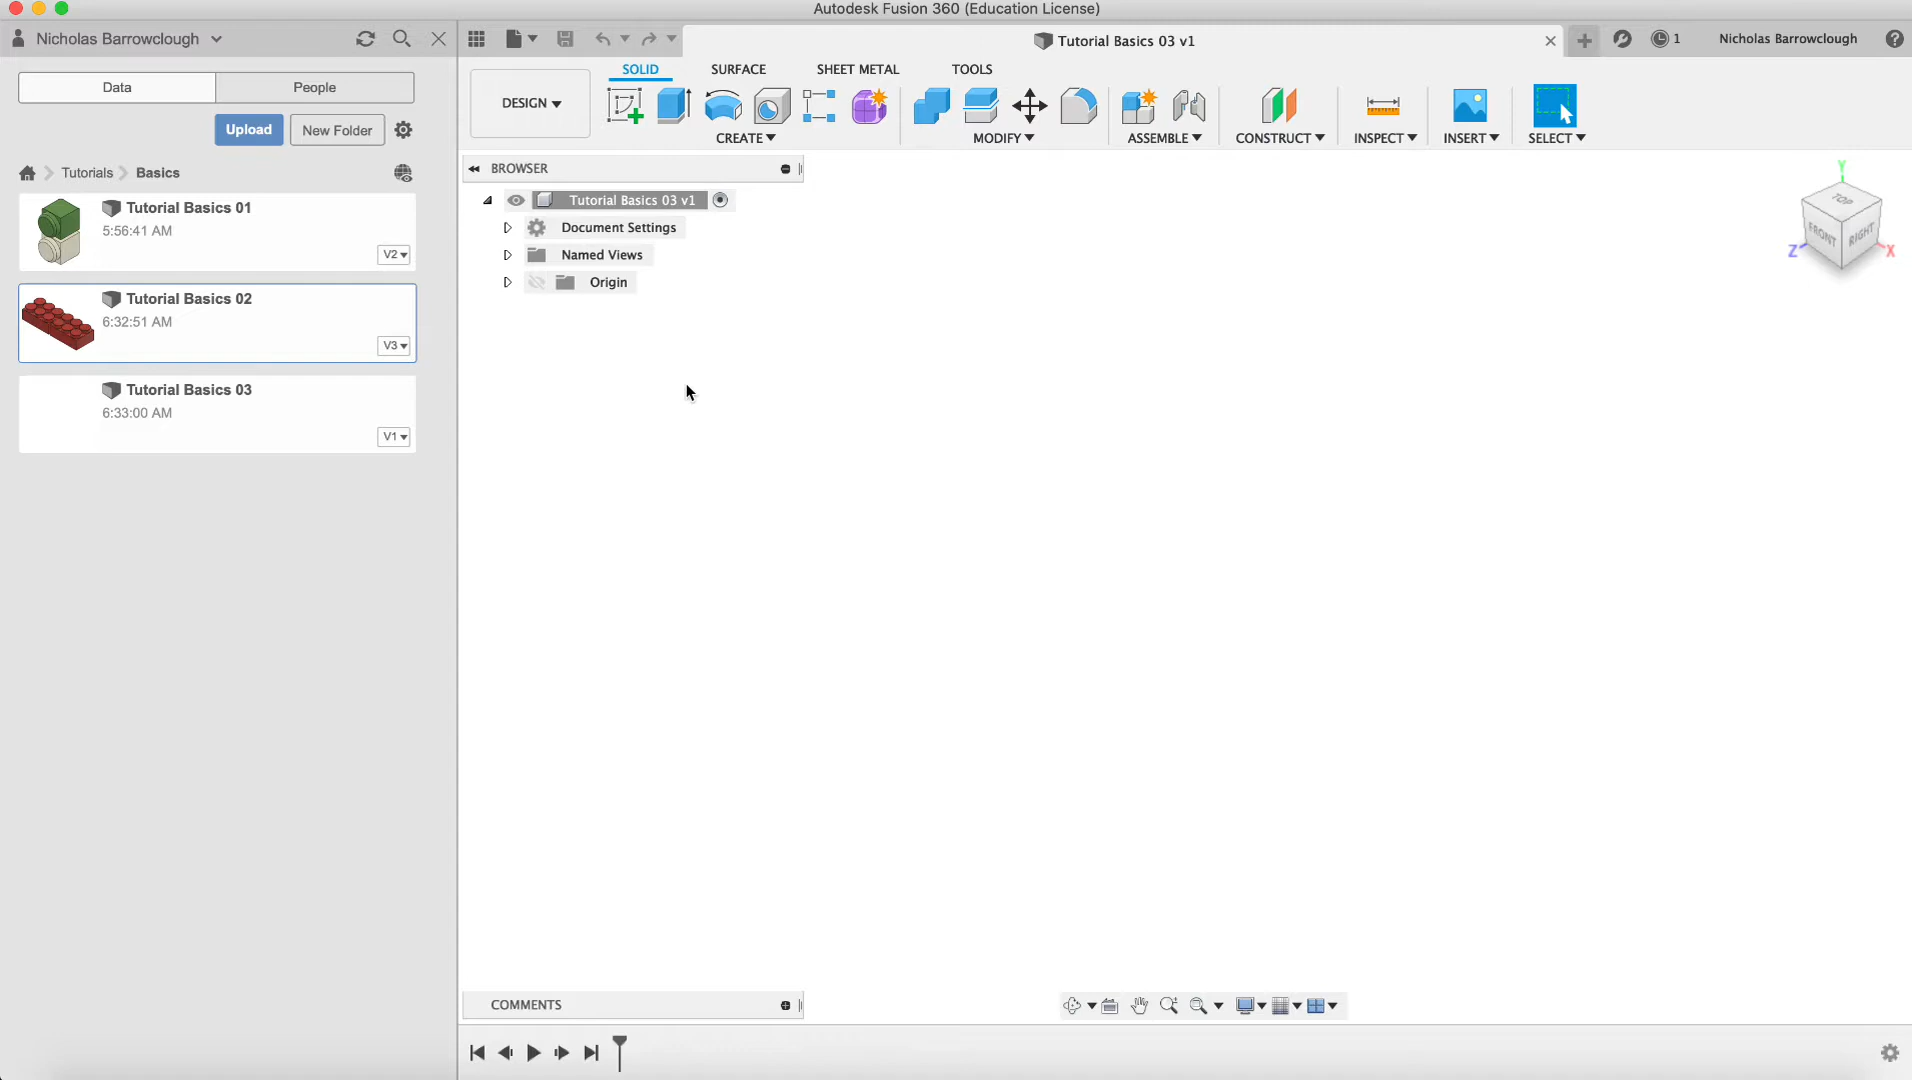 Autodesk Fusion 360 (Education License)
Nicholas Barrowclough
Tutorial Basics 03 v1
1
Nicholas Barrowclough
Data
People
SOLID
SURFACE
SHEET METAL
TOOLS
DESIGN
Upload
New Folder
CREATE
MODIFY
ASSEMBLE
CONSTRUCT
INSPECT
INSERT
SELECT
Tutorials
Basics
BROWSER
Tutorial Basics 03 v1
Document Settings
Named Views
Origin
Tutorial Basics 01
5:56:41 AM
V2
Tutorial Basics 02
6:32:51 AM
V3
Tutorial Basics 03
6:33:00 AM
V1
Y
TOP
FRONT
RIGHT
Z
X
COMMENTS